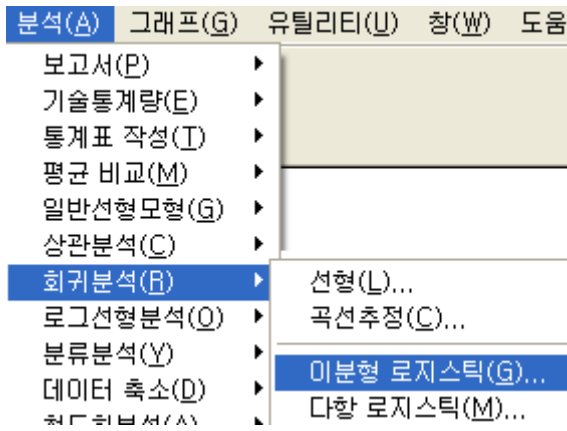 분석(A) 그래프(G) 유틸리티(U) 창(W) 도움
보고서(P)
기술통계량(E)
통계표 작성(T)
평균 비교(M)
일반선형모형(G)
상관분석(C)
회귀분석(R)
선형(L)...
로그선형분석(O)
곡선추정(C)...
분류분석(Y)
이분형 로지스틱(G)...
데이터 축소(D)
다항 로지스틱(M)...